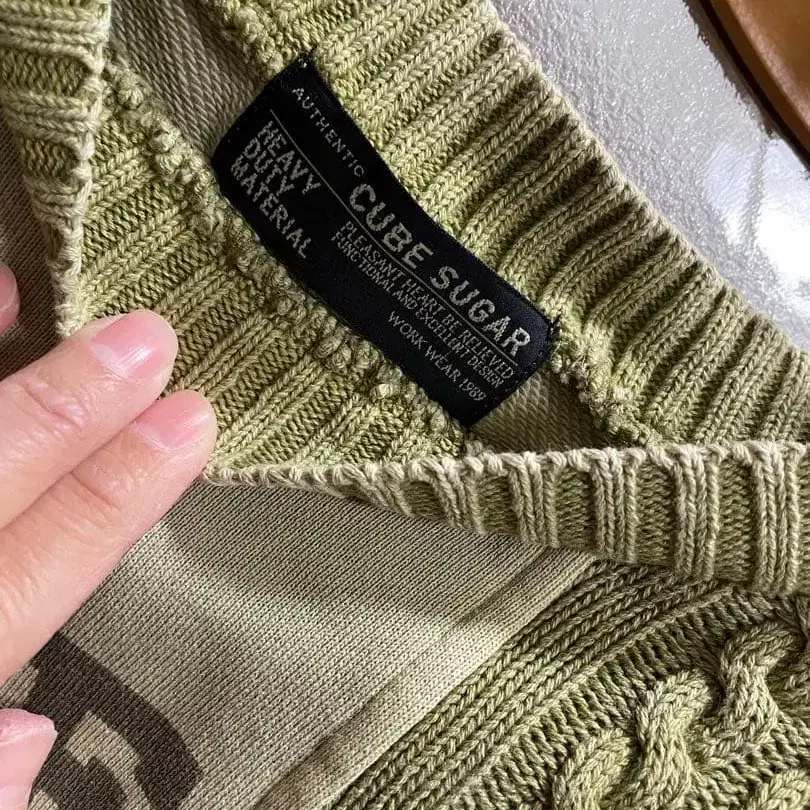 AUTHENTIC
HEAVY
DUTY
MATERIAL
CUBE SUGAR
PLEASANT HEART BE RELIEVED
FUNCTIONAL AND EXCELLENT DESIGN
WORK WEAR 1989